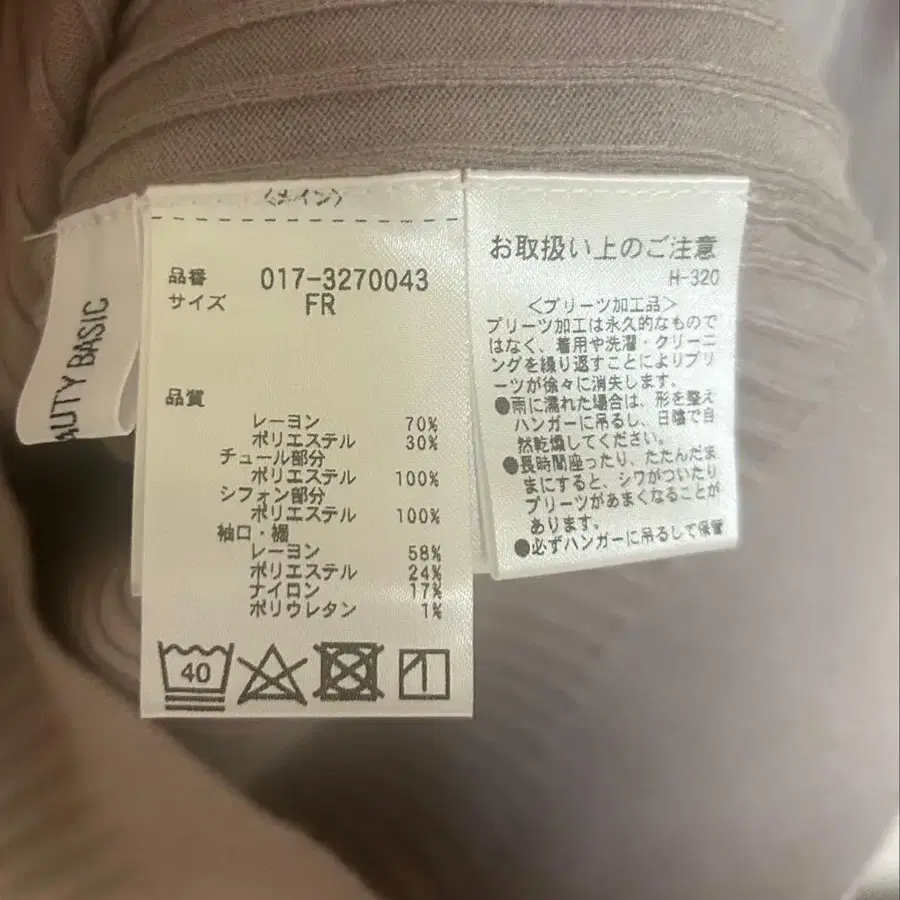 AUTY BASIC
〈メイン〉
品番 017-3270043
サイズ FR
品質
レーヨン 70%
ポリエステル 30%
チュール部分
ポリエステル 100%
シフォン部分
ポリエステル 100%
袖口・裾
レーヨン 58%
ポリエステル 24%
ナイロン 17%
ポリウレタン 1%
40
お取扱い上のご注意
H-320
〈プリーツ加工品〉
プリーツ加工は永久的なもので
はなく、着用や洗濯・クリーニ
ングを繰り返すことによりプリ
ーツが徐々に消失します。
●雨に濡れた場合は、形を整え
ハンガーに吊るし、日陰で自
然乾燥してください。
●長時間座ったり、たたんだま
まにすると、シワがついたり
プリーツがあまくなることが
あります。
●必ずハンガーに吊るして保管